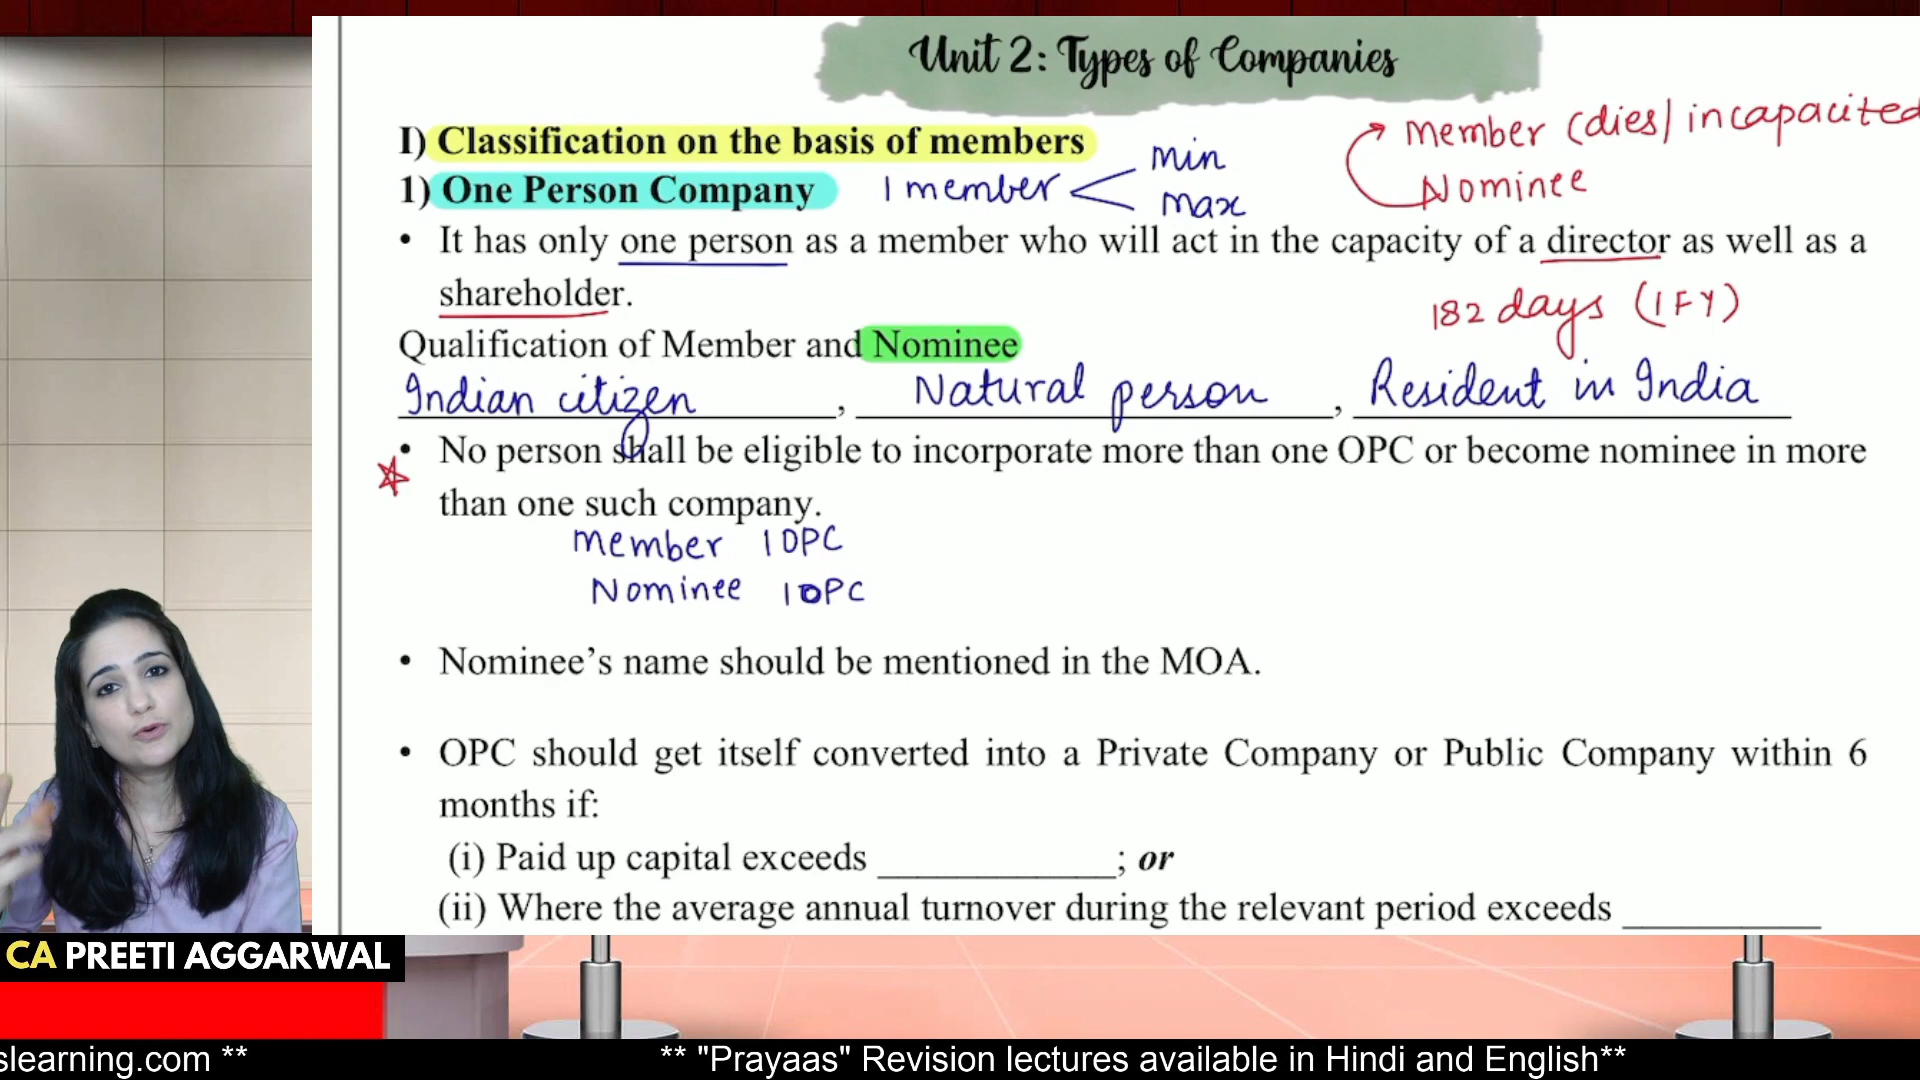 Unit 2: Types of Companies
Member (dies/ incapacited
I) Classification on the basis of members
Min
Nominee
1) One Person Company 1 member
Max
• It has only one person as a member who will act in the capacity of a director as well as a
shareholder.
182 days (1 FY)
Qualification of Member and Nominee
Indian citizen, Natural person, Resident in India
• No person shall be eligible to incorporate more than one OPC or become nominee in more
than one such company.
Member 1 OPC
Nominee 1 OPC
• Nominee’s name should be mentioned in the MOA.
• OPC should get itself converted into a Private Company or Public Company within 6
months if:
(i) Paid up capital exceeds ____________; or
(ii) Where the average annual turnover during the relevant period exceeds __________
CA PREETI AGGARWAL
slearning.com ** ** "Prayaas" Revision lectures available in Hindi and English**